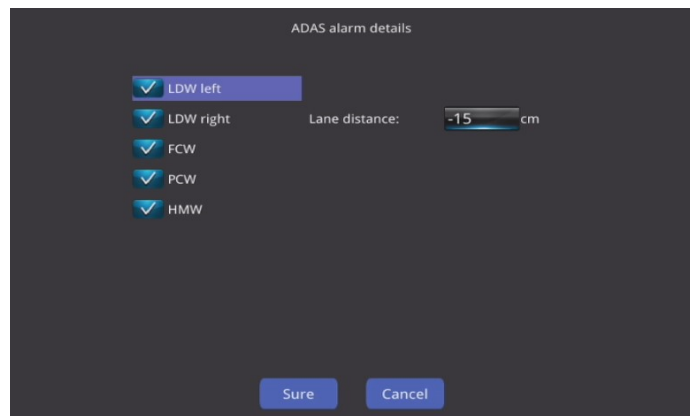 ADAS alarm details
LDW left
LDW right Lane distance: -15 cm
FCW
PCW
HMW
Sure Cancel